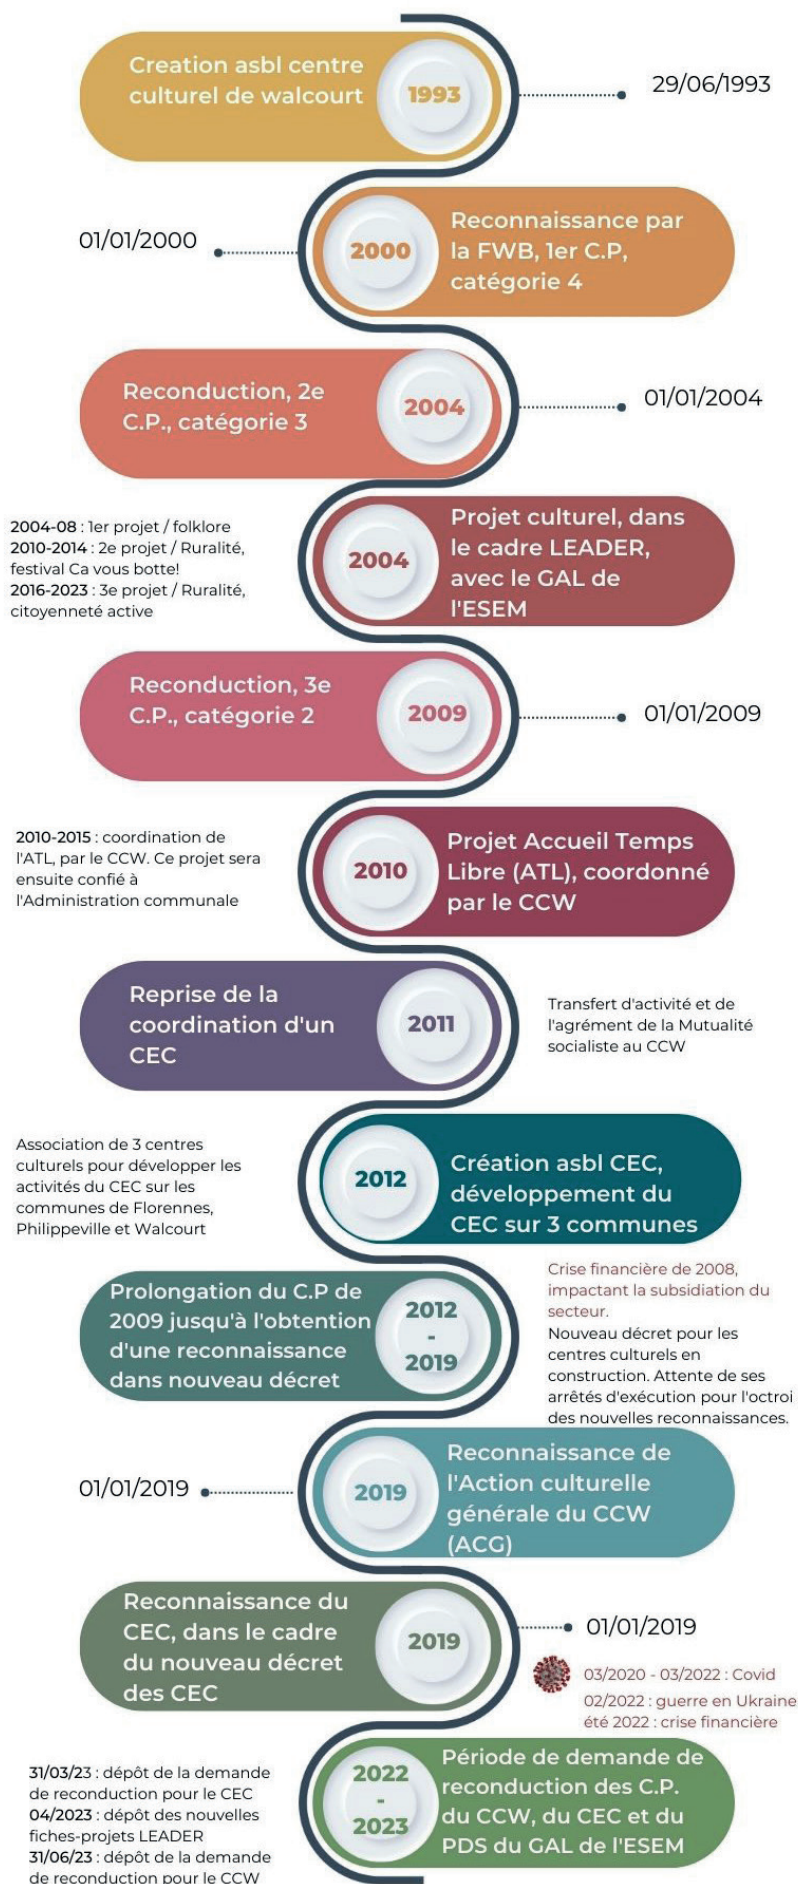 Creation asbl centre
culturel de walcourt
1993
29/06/1993
01/01/2000
2000
Reconnaissance par
la FWB, 1er C.P,
catégorie 4
Reconduction, 2e
C.P., catégorie 3
2004
01/01/2004
2004-08 : 1er projet / folklore
2010-2014 : 2e projet / Ruralité,
festival Ca vous botte!
2016-2023 : 3e projet / Ruralité,
citoyenneté active
2004
Projet culturel, dans
le cadre LEADER,
avec le GAL de
l'ESEM
Reconduction, 3e
C.P., catégorie 2
2009
01/01/2009
2010-2015 : coordination de
l'ATL, par le CCW. Ce projet sera
ensuite confié à
l'Administration communale
2010
Projet Accueil Temps
Libre (ATL), coordonné
par le CCW
Reprise de la
coordination d'un
CEC
2011
Transfert d'activité et de
l'agrément de la Mutualité
socialiste au CCW
Association de 3 centres
culturels pour développer les
activités du CEC sur les
communes de Florennes,
Philippeville et Walcourt
2012
Création asbl CEC,
développement du
CEC sur 3 communes
Prolongation du C.P de
2009 jusqu'à l'obtention
d'une reconnaissance
dans nouveau décret
2012
-
2019
Crise financière de 2008,
impactant la subsidiation du
secteur.
Nouveau décret pour les
centres culturels en
construction. Attente de ses
arrêtés d'exécution pour l'octroi
des nouvelles reconnaissances.
01/01/2019
2019
Reconnaissance de
l'Action culturelle
générale du CCW
(ACG)
Reconnaissance du
CEC, dans le cadre
du nouveau décret
des CEC
2019
01/01/2019
03/2020 - 03/2022 : Covid
02/2022 : guerre en Ukraine
été 2022 : crise financière
31/03/23 : dépôt de la demande
de reconduction pour le CEC
04/2023 : dépôt des nouvelles
fiches-projets LEADER
31/06/23 : dépôt de la demande
de reconduction pour le CCW
2022
-
2023
Période de demande de
reconduction des C.P.
du CCW, du CEC et du
PDS du GAL de l'ESEM